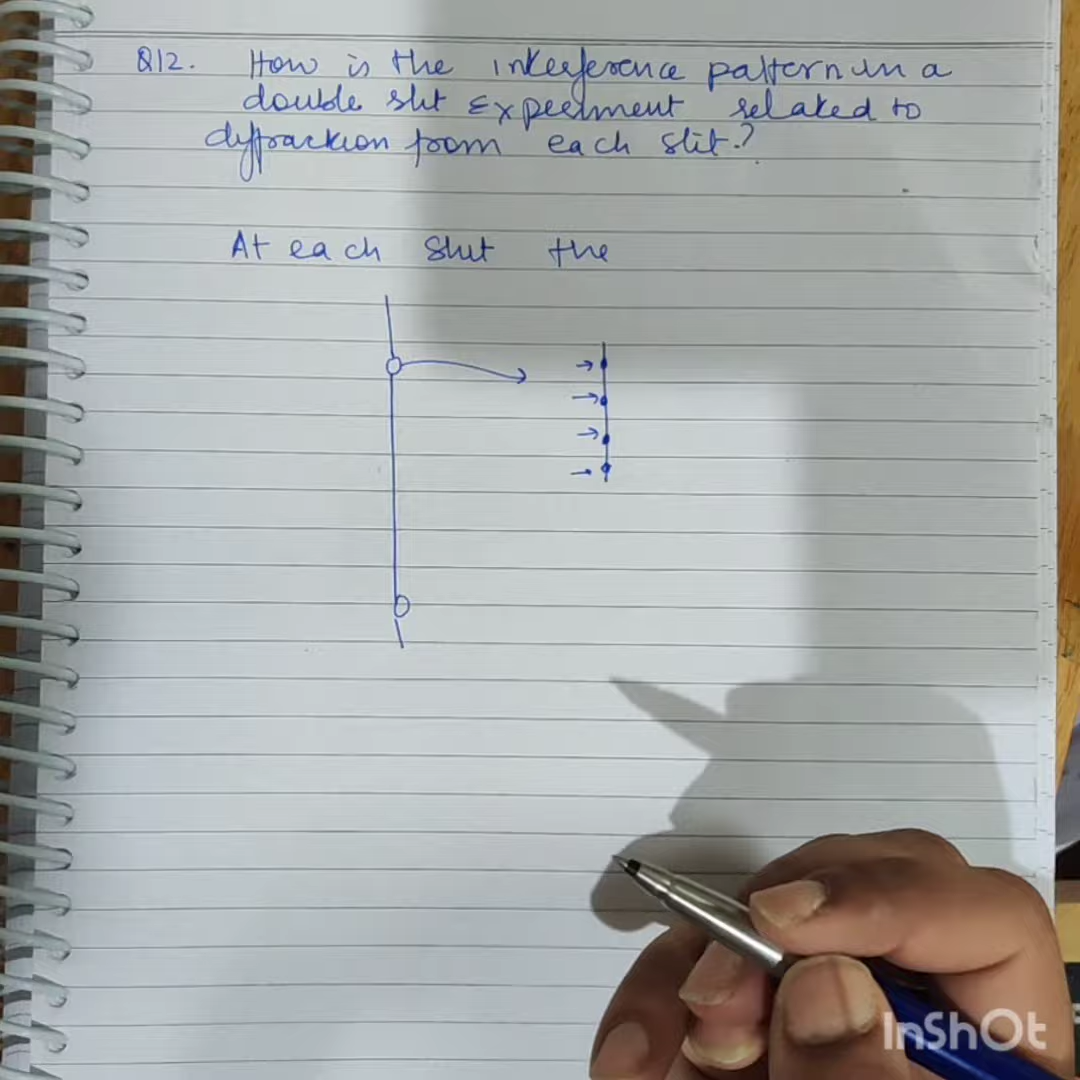 Q12. How is the interference pattern in a
double slit Experiment related to
diffraction from each slit?
At each slit the
InShOt